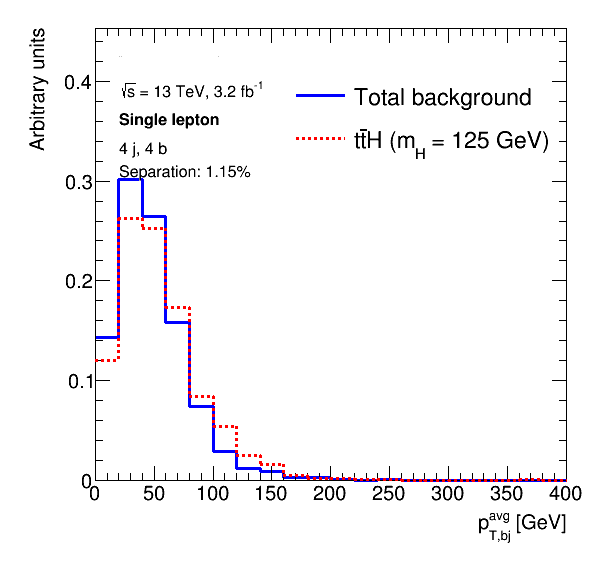 Arbitrary units
0.4
0.3
0.2
0.1
0
√s = 13 TeV, 3.2 fb⁻¹
Single lepton
4 j, 4 b
Separation: 1.15%
Total background
tt̄H (m_H = 125 GeV)
0 50 100 150 200 250 300 350 400
p_T,bj^avg [GeV]